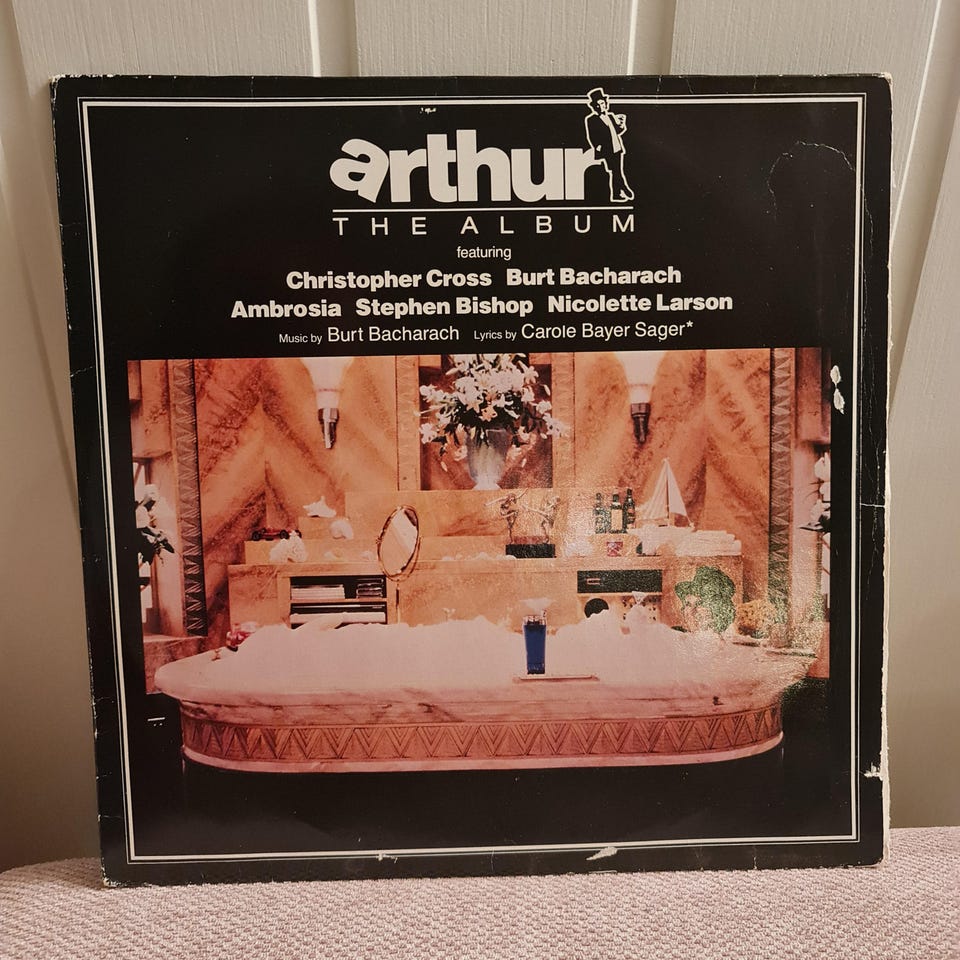 arthur
THE ALBUM
featuring
Christopher Cross Burt Bacharach
Ambrosia Stephen Bishop Nicolette Larson
Music by Burt Bacharach Lyrics by Carole Bayer Sager*